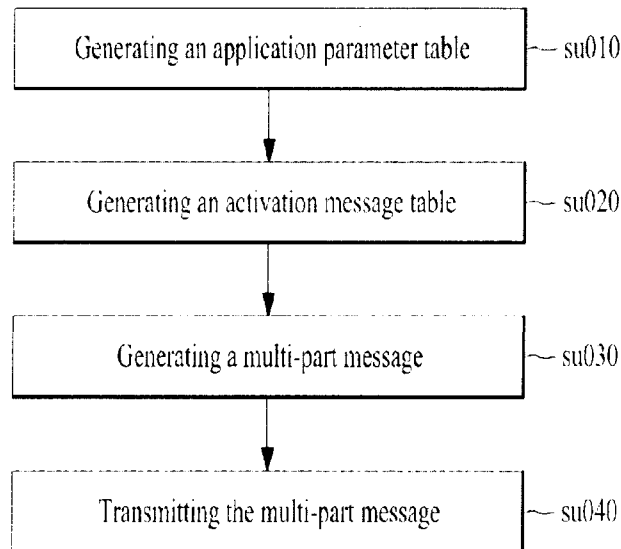 Generating an application parameter table su010
Generating an activation message table su020
Generating a multi-part message su030
Transmitting the multi-part message su040